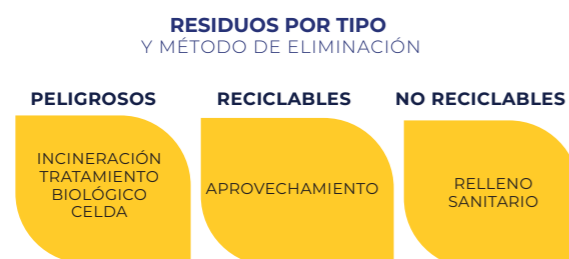 RESIDUOS POR TIPO
Y MÉTODO DE ELIMINACIÓN
PELIGROSOS
INCINERACIÓN
TRATAMIENTO
BIOLÓGICO
CELDA
RECICLABLES
APROVECHAMIENTO
NO RECICLABLES
RELLENO
SANITARIO